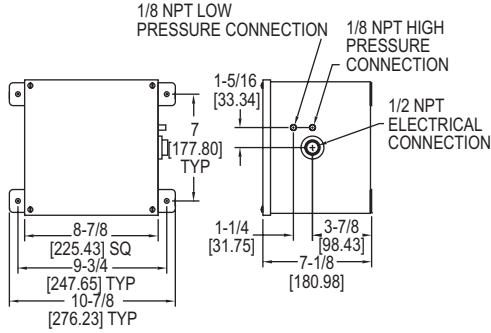 1/8 NPT LOW
PRESSURE CONNECTION
1/8 NPT HIGH
PRESSURE
CONNECTION
1-5/16
[33.34]
1/2 NPT
ELECTRICAL
CONNECTION
7
[177.80]
TYP
8-7/8
[225.43] SQ
9-3/4
[247.65] TYP
10-7/8
[276.23] TYP
1-1/4
[31.75]
3-7/8
[98.43]
7-1/8
[180.98]